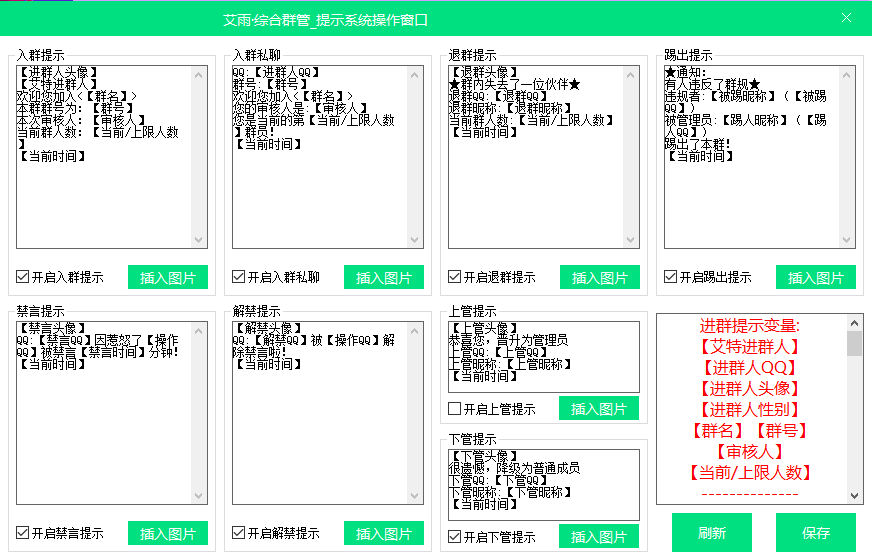 艾雨·综合群管_提示系统操作窗口
入群提示
【进群人头像】
【艾特进群人】
欢迎您加入<【群名】>
本群群号为：【群号】
本次审核人：【审核人】
当前群人数：【当前/上限人数
】
【当前时间】
开启入群提示
插入图片
入群私聊
QQ:【进群人QQ】
群号:【群号】
欢迎您加入<【群名】>
您的审核人是:【审核人】
您是当前的第【当前/上限人数
】群员!
【当前时间】
开启入群私聊
插入图片
退群提示
【退群头像】
★群内失去了一位伙伴★
退群QQ:【退群QQ】
退群昵称:【退群昵称】
当前群人数:【当前/上限人数】
【当前时间】
开启退群提示
插入图片
踢出提示
★通知：
有人违反了群规★
违规者:【被踢昵称】(【被踢
QQ】)
被管理员:【踢人昵称】(【踢
人QQ】)
踢出了本群!
【当前时间】
开启踢出提示
插入图片
禁言提示
【禁言头像】
QQ:【禁言QQ】因惹怒了【操作
QQ】被禁言【禁言时间】分钟!
【当前时间】
开启禁言提示
插入图片
解禁提示
【解禁头像】
QQ:【解禁QQ】被【操作QQ】解
除禁言啦!
【当前时间】
开启解禁提示
插入图片
上管提示
【上管头像】
恭喜您，晋升为管理员
上管QQ:【上管QQ】
上管昵称:【上管昵称】
【当前时间】
开启上管提示
插入图片
下管提示
【下管头像】
很遗憾，降级为普通成员
下管QQ:【下管QQ】
下管昵称:【下管昵称】
【当前时间】
开启下管提示
插入图片
进群提示变量:
【艾特进群人】
【进群人QQ】
【进群人头像】
【进群人性别】
【群名】【群号】
【审核人】
【当前/上限人数】
--------------
刷新
保存